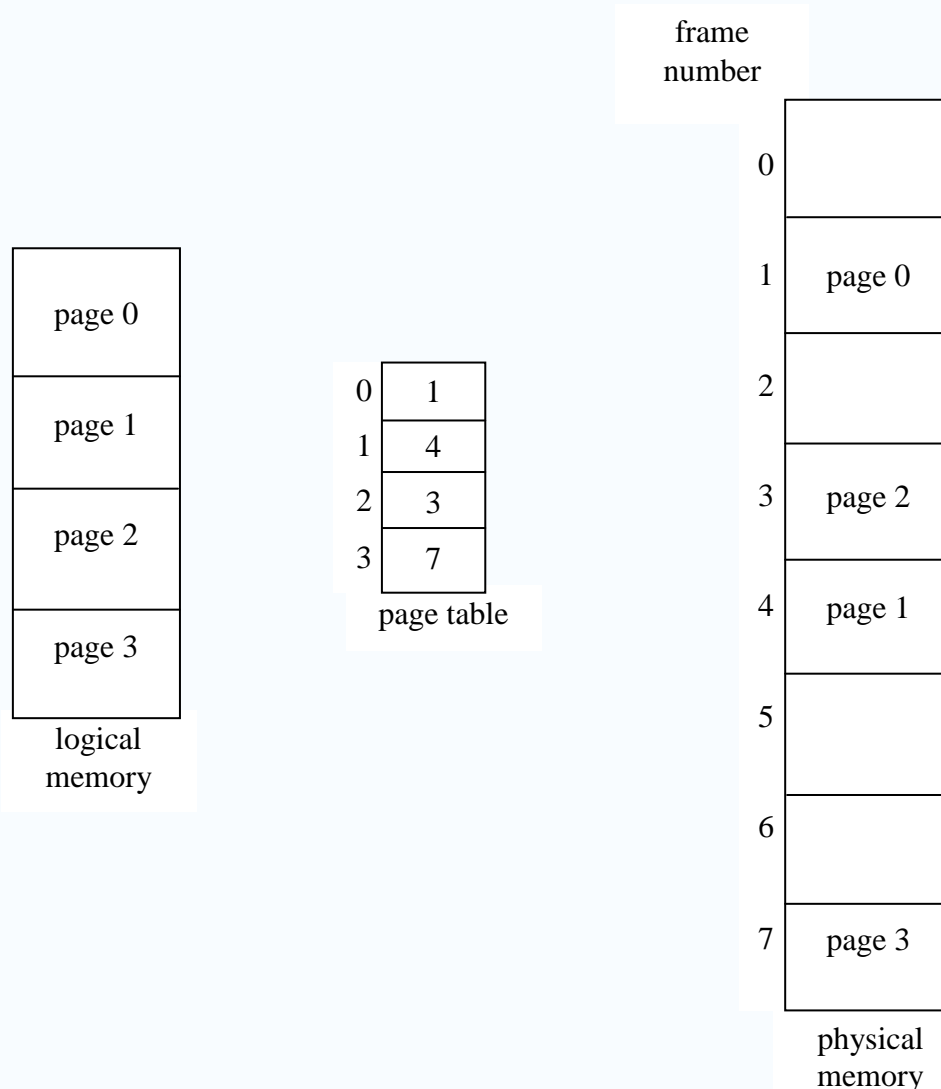 frame
number
0
1 page 0
2
3 page 2
4 page 1
5
6
7 page 3
physical
memory
page 0
page 1
page 2
page 3
logical
memory
0 1
1 4
2 3
3 7
page table